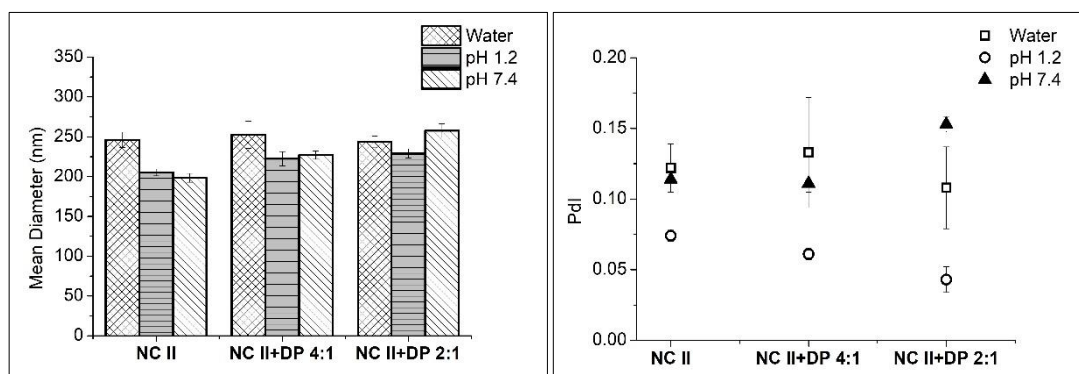 Water
pH 1.2
pH 7.4
350
300
250
200
150
100
50
0
Mean Diameter (nm)
NC II NC II+DP 4:1 NC II+DP 2:1
Water
pH 1.2
pH 7.4
0.20
0.15
0.10
0.05
0.00
PdI
NC II NC II+DP 4:1 NC II+DP 2:1